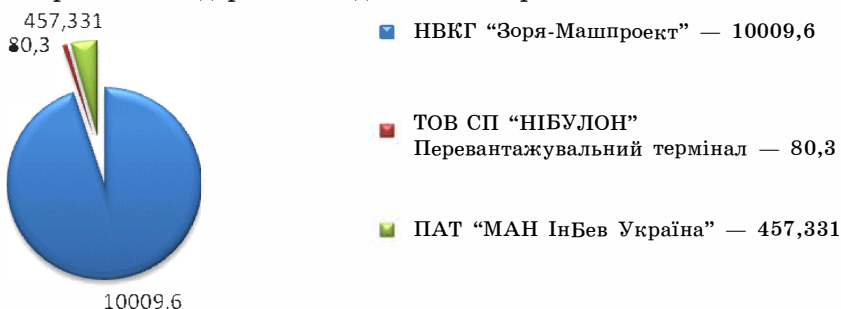 457,331
80,3
10009,6
НВКГ “Зоря-Машпроект” — 10009,6
ТОВ СП “НІБУЛОН”
Перевантажувальний термінал — 80,3
ПАТ “МАН ІнБев Україна” — 457,331